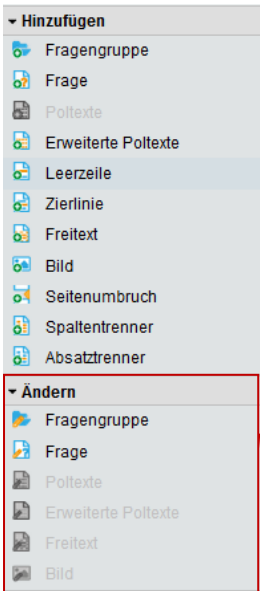 Hinzufügen
Fragengruppe
Frage
Poltexte
Erweiterte Poltexte
Leerzeile
Zierlinie
Freitext
Bild
Seitenumbruch
Spaltentrenner
Absatztrenner
Ändern
Fragengruppe
Frage
Poltexte
Erweiterte Poltexte
Freitext
Bild